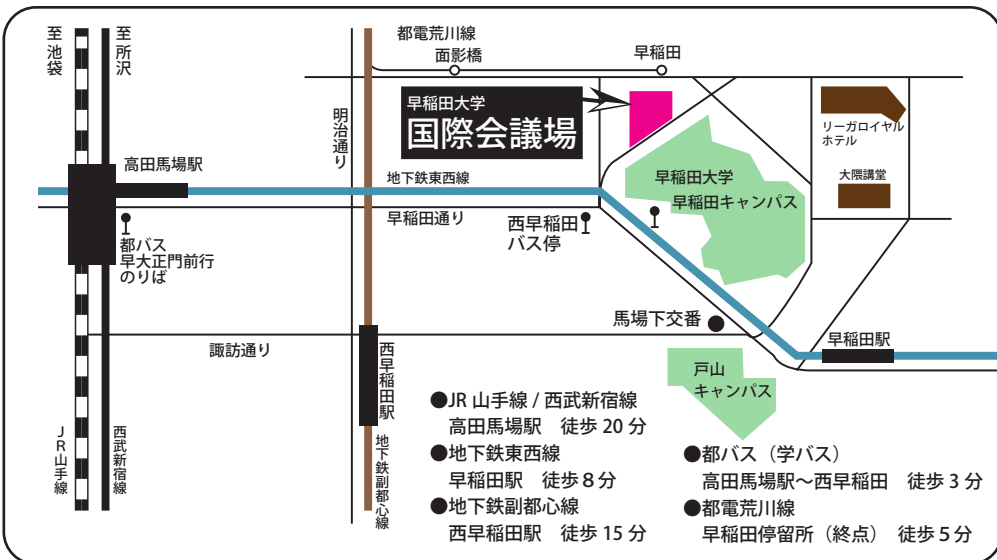 至池袋
至所沢
都電荒川線
面影橋
早稲田
早稲田大学
国際会議場
明治通り
リーガロイヤル
ホテル
高田馬場駅
地下鉄東西線
早稲田大学
早稲田キャンパス
大隈講堂
早稲田通り
西早稲田
バス停
都バス
早大正門前行
のりば
馬場下交番
諏訪通り
西早稲田駅
早稲田駅
戸山
キャンパス
JR山手線
西武新宿線
地下鉄副都心線
●JR 山手線 / 西武新宿線
高田馬場駅 徒歩 20 分
●地下鉄東西線
早稲田駅 徒歩 8 分
●地下鉄副都心線
西早稲田駅 徒歩 15 分
●都バス（学バス）
高田馬場駅～西早稲田 徒歩 3 分
●都電荒川線
早稲田停留所（終点） 徒歩 5 分